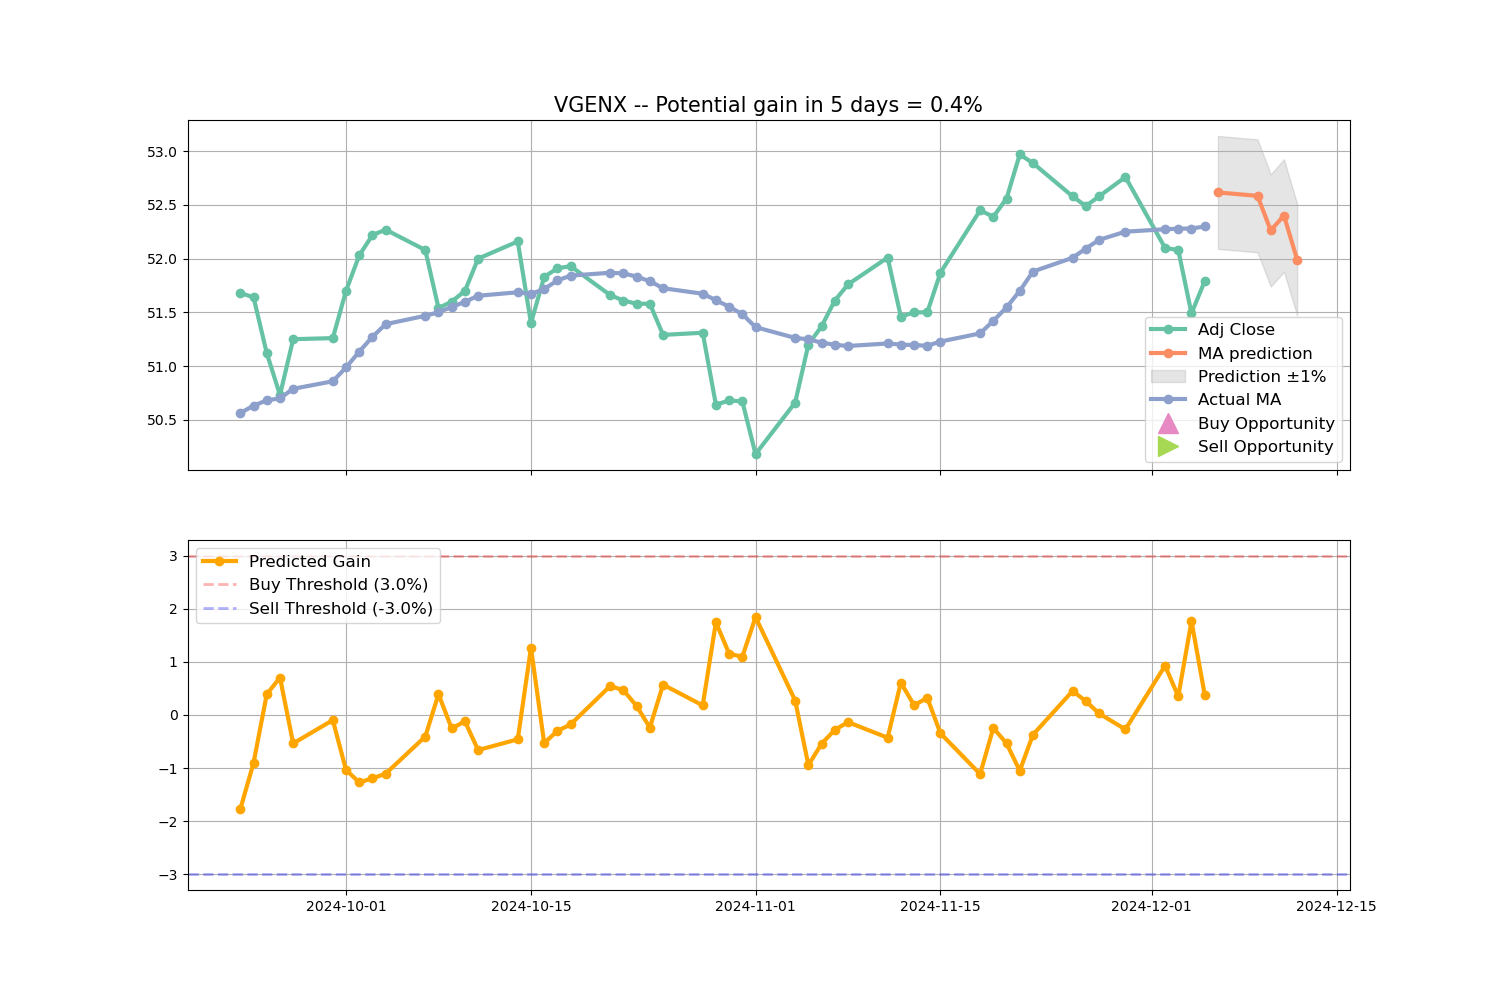 VGENX -- Potential gain in 5 days = 0.4%
53.0
52.5
52.0
51.5
51.0
50.5
Adj Close
MA prediction
Prediction ±1%
Actual MA
Buy Opportunity
Sell Opportunity
3
2
1
0
−1
−2
−3
Predicted Gain
Buy Threshold (3.0%)
Sell Threshold (-3.0%)
2024-10-01 2024-10-15 2024-11-01 2024-11-15 2024-12-01 2024-12-15